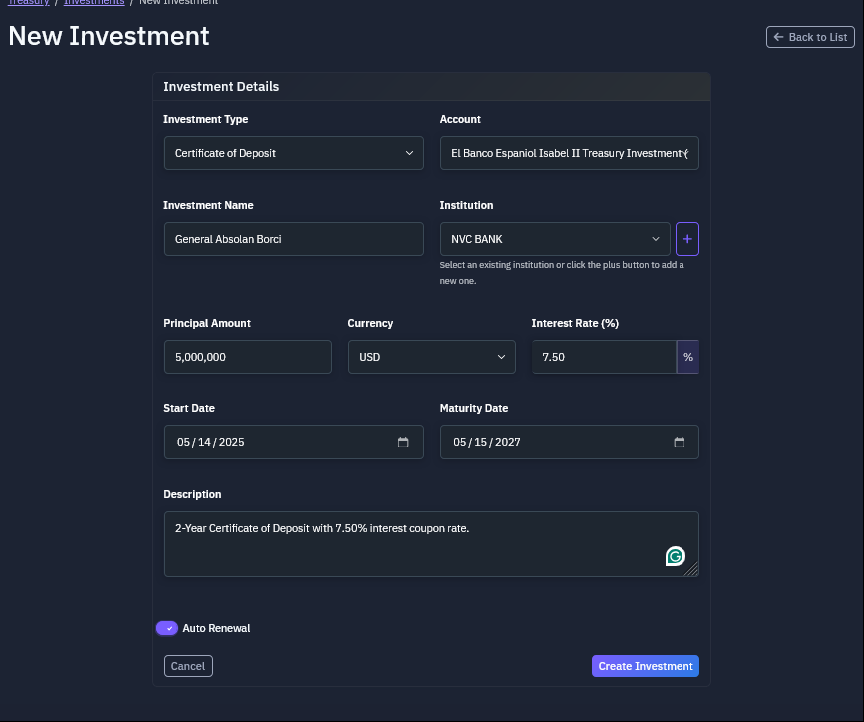 Treasury / Investments / New Investment
New Investment
← Back to List
Investment Details
Investment Type
Account
Certificate of Deposit
El Banco Espaniol Isabel II Treasury Investment (
Investment Name
Institution
General Absolan Borci
NVC BANK
+
Select an existing institution or click the plus button to add a
new one.
Principal Amount
Currency
Interest Rate (%)
5,000,000
USD
7.50
%
Start Date
Maturity Date
05/14/2025
05/15/2027
Description
2-Year Certificate of Deposit with 7.50% interest coupon rate.
Auto Renewal
Cancel
Create Investment